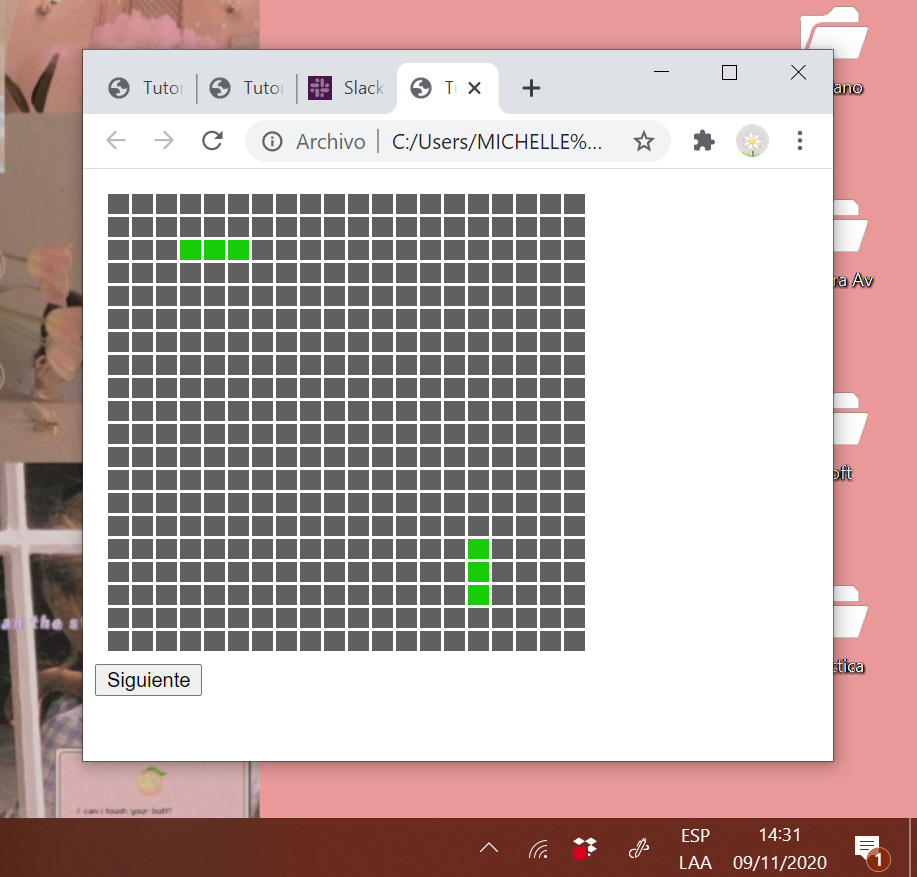 Tutor
Tutor
Slack
Tu
Archivo
C:/Users/MICHELLE%...
ano
ra Av
oft
ctica
an the s
Siguiente
> can i touch your butt?
ESP
LAA
14:31
09/11/2020
1